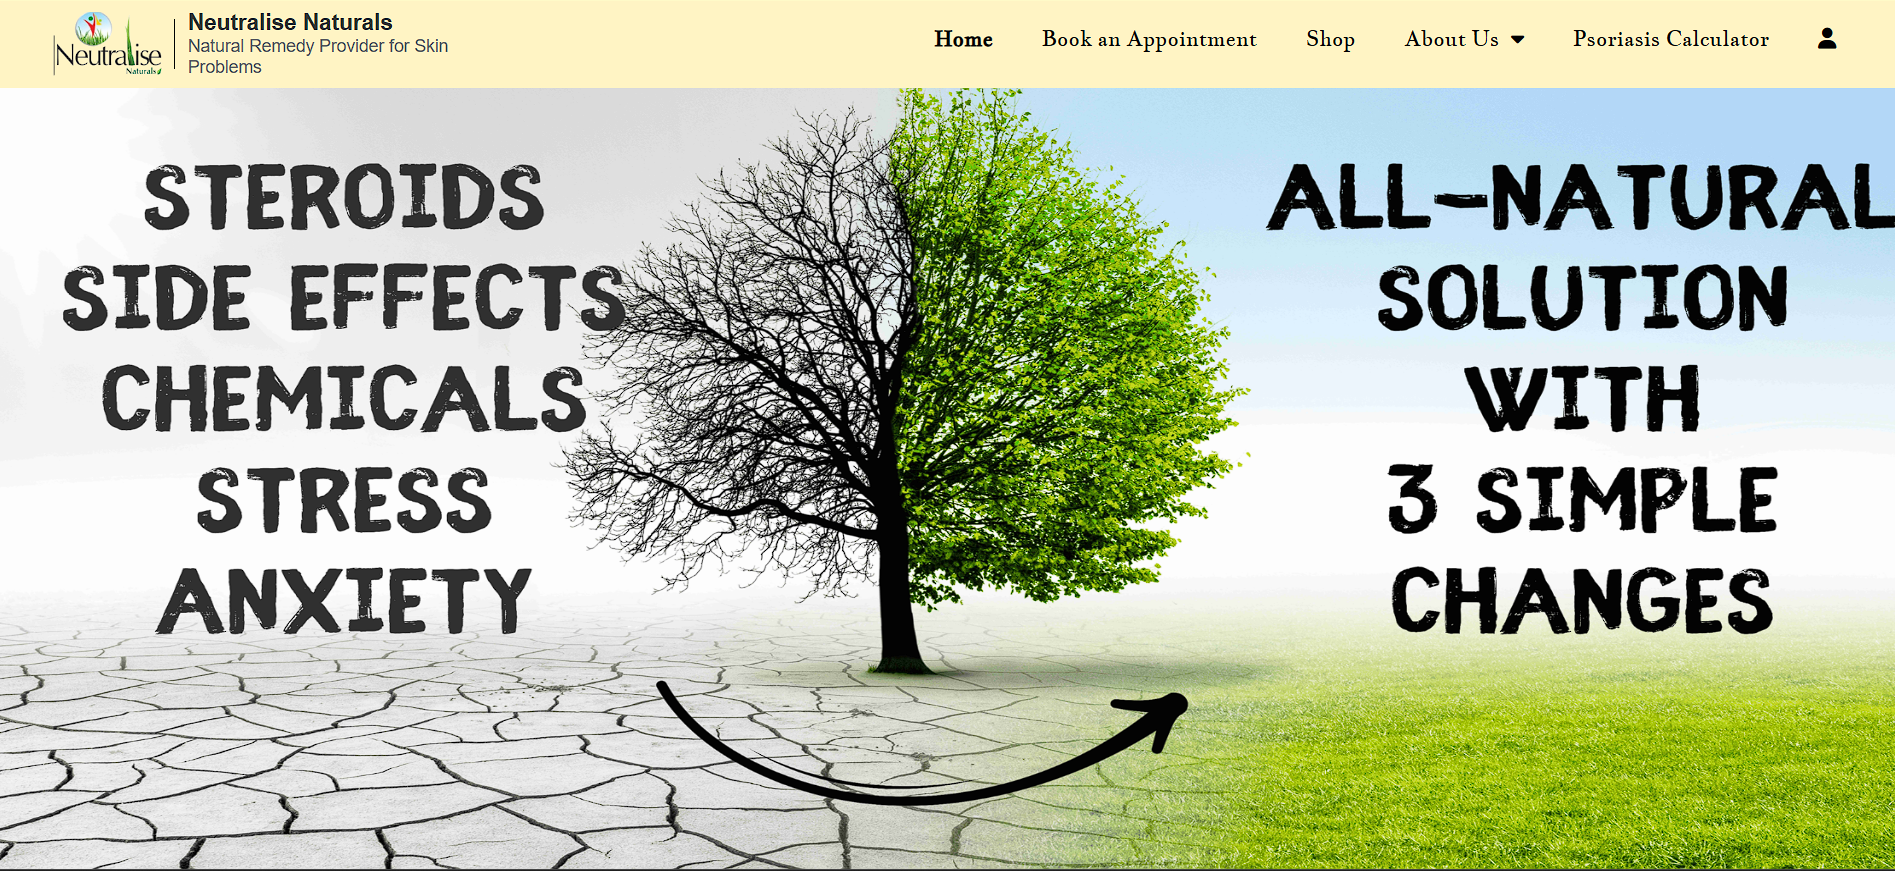 Neutralise
Naturals
Neutralise Naturals
Natural Remedy Provider for Skin
Problems
Home
Book an Appointment
Shop
About Us
Psoriasis Calculator
STEROIDS
SIDE EFFECTS
CHEMICALS
STRESS
ANXIETY
ALL-NATURAL
SOLUTION
WITH
3 SIMPLE
CHANGES